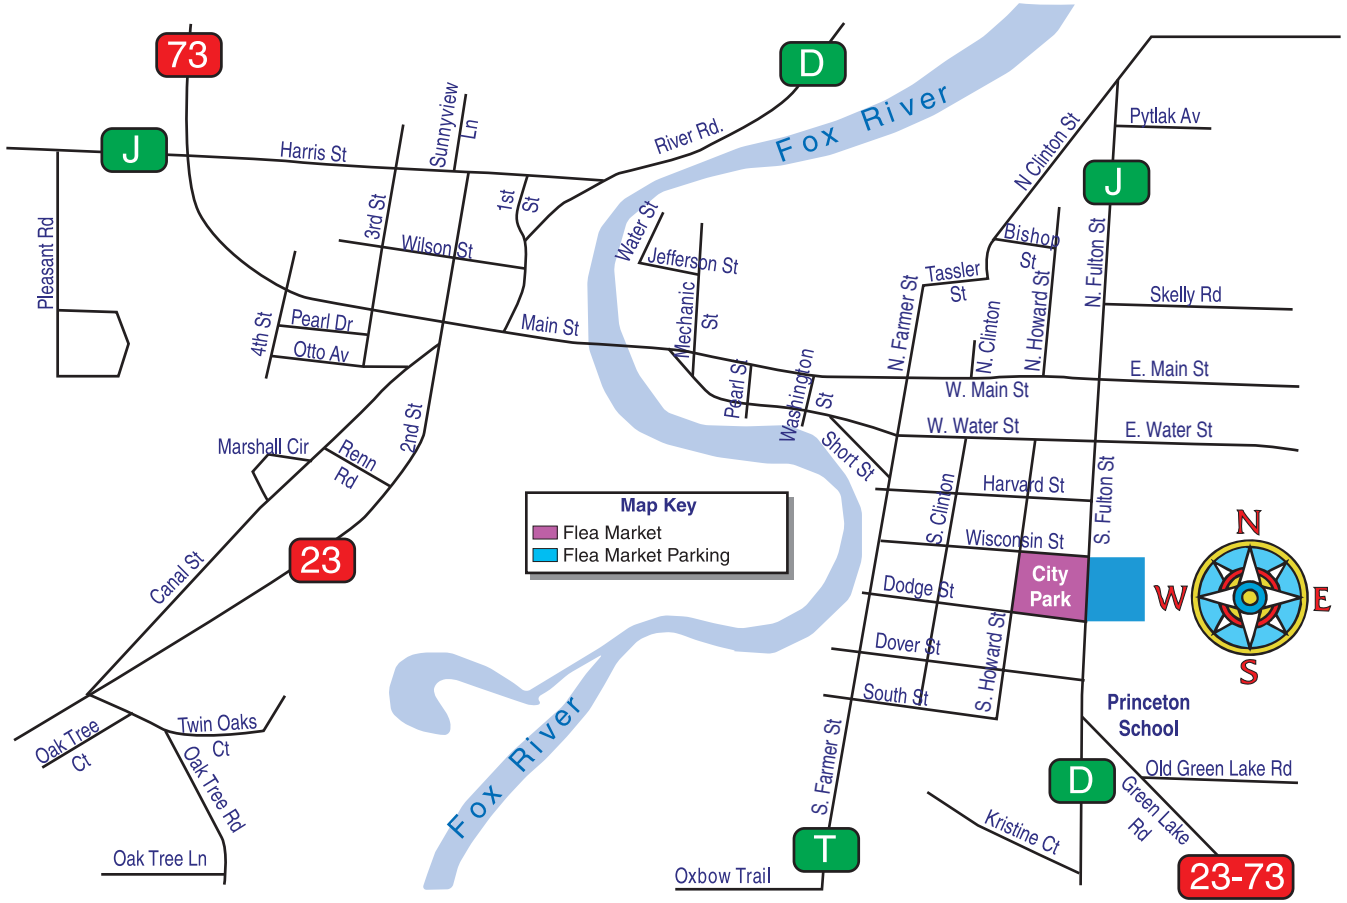 73
J
Harris St
Sunnyview
Ln
River Rd.
D
Fox River
N Clinton St
Pytlak Av
J
Pleasant Rd
3rd St
1st
St
Wilson St
Water St
Jefferson St
Mechanic
St
Bishop
St
Tassler
St
N. Fulton St
Skelly Rd
4th St
Pearl Dr
Otto Av
Main St
N. Farmer St
N. Clinton
N. Howard St
E. Main St
W. Main St
Pearl St
Washington
St
2nd St
Short St
W. Water St
E. Water St
Marshall Cir
Renn
Rd
Harvard St
S. Clinton
S. Fulton St
Map Key
Flea Market
Flea Market Parking
Wisconsin St
City
Park
N
W
E
S
23
Canal St
Dodge St
Dover St
S. Howard St
South St
Princeton
School
Oak Tree
Ct
Twin Oaks
Ct
Oak Tree Rd
Oak Tree Ln
Fox River
S. Farmer St
D
Old Green Lake Rd
Green Lake
Rd
Kristine Ct
T
Oxbow Trail
23-73